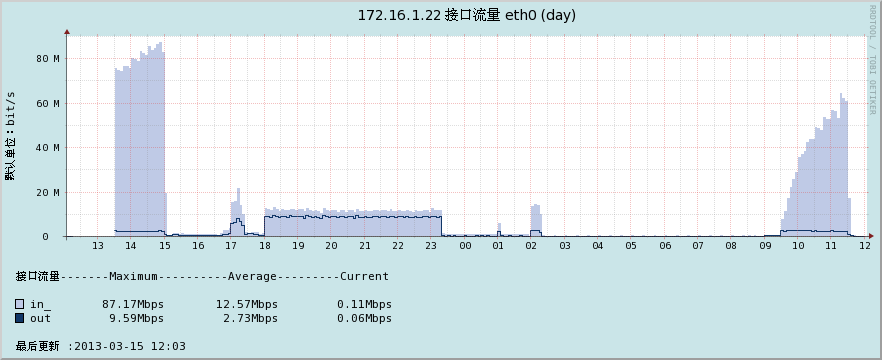 172.16.1.22 接口流量 eth0 (day)
RRDTOOL / TOBI OETIKER
默认单位：bit/s
80 M
60 M
40 M
20 M
0
13 14 15 16 17 18 19 20 21 22 23 00 01 02 03 04 05 06 07 08 09 10 11 12
接口流量-------Maximum----------Average---------Current
in_ 87.17Mbps 12.57Mbps 0.11Mbps
out 9.59Mbps 2.73Mbps 0.06Mbps
最后更新 :2013-03-15 12:03